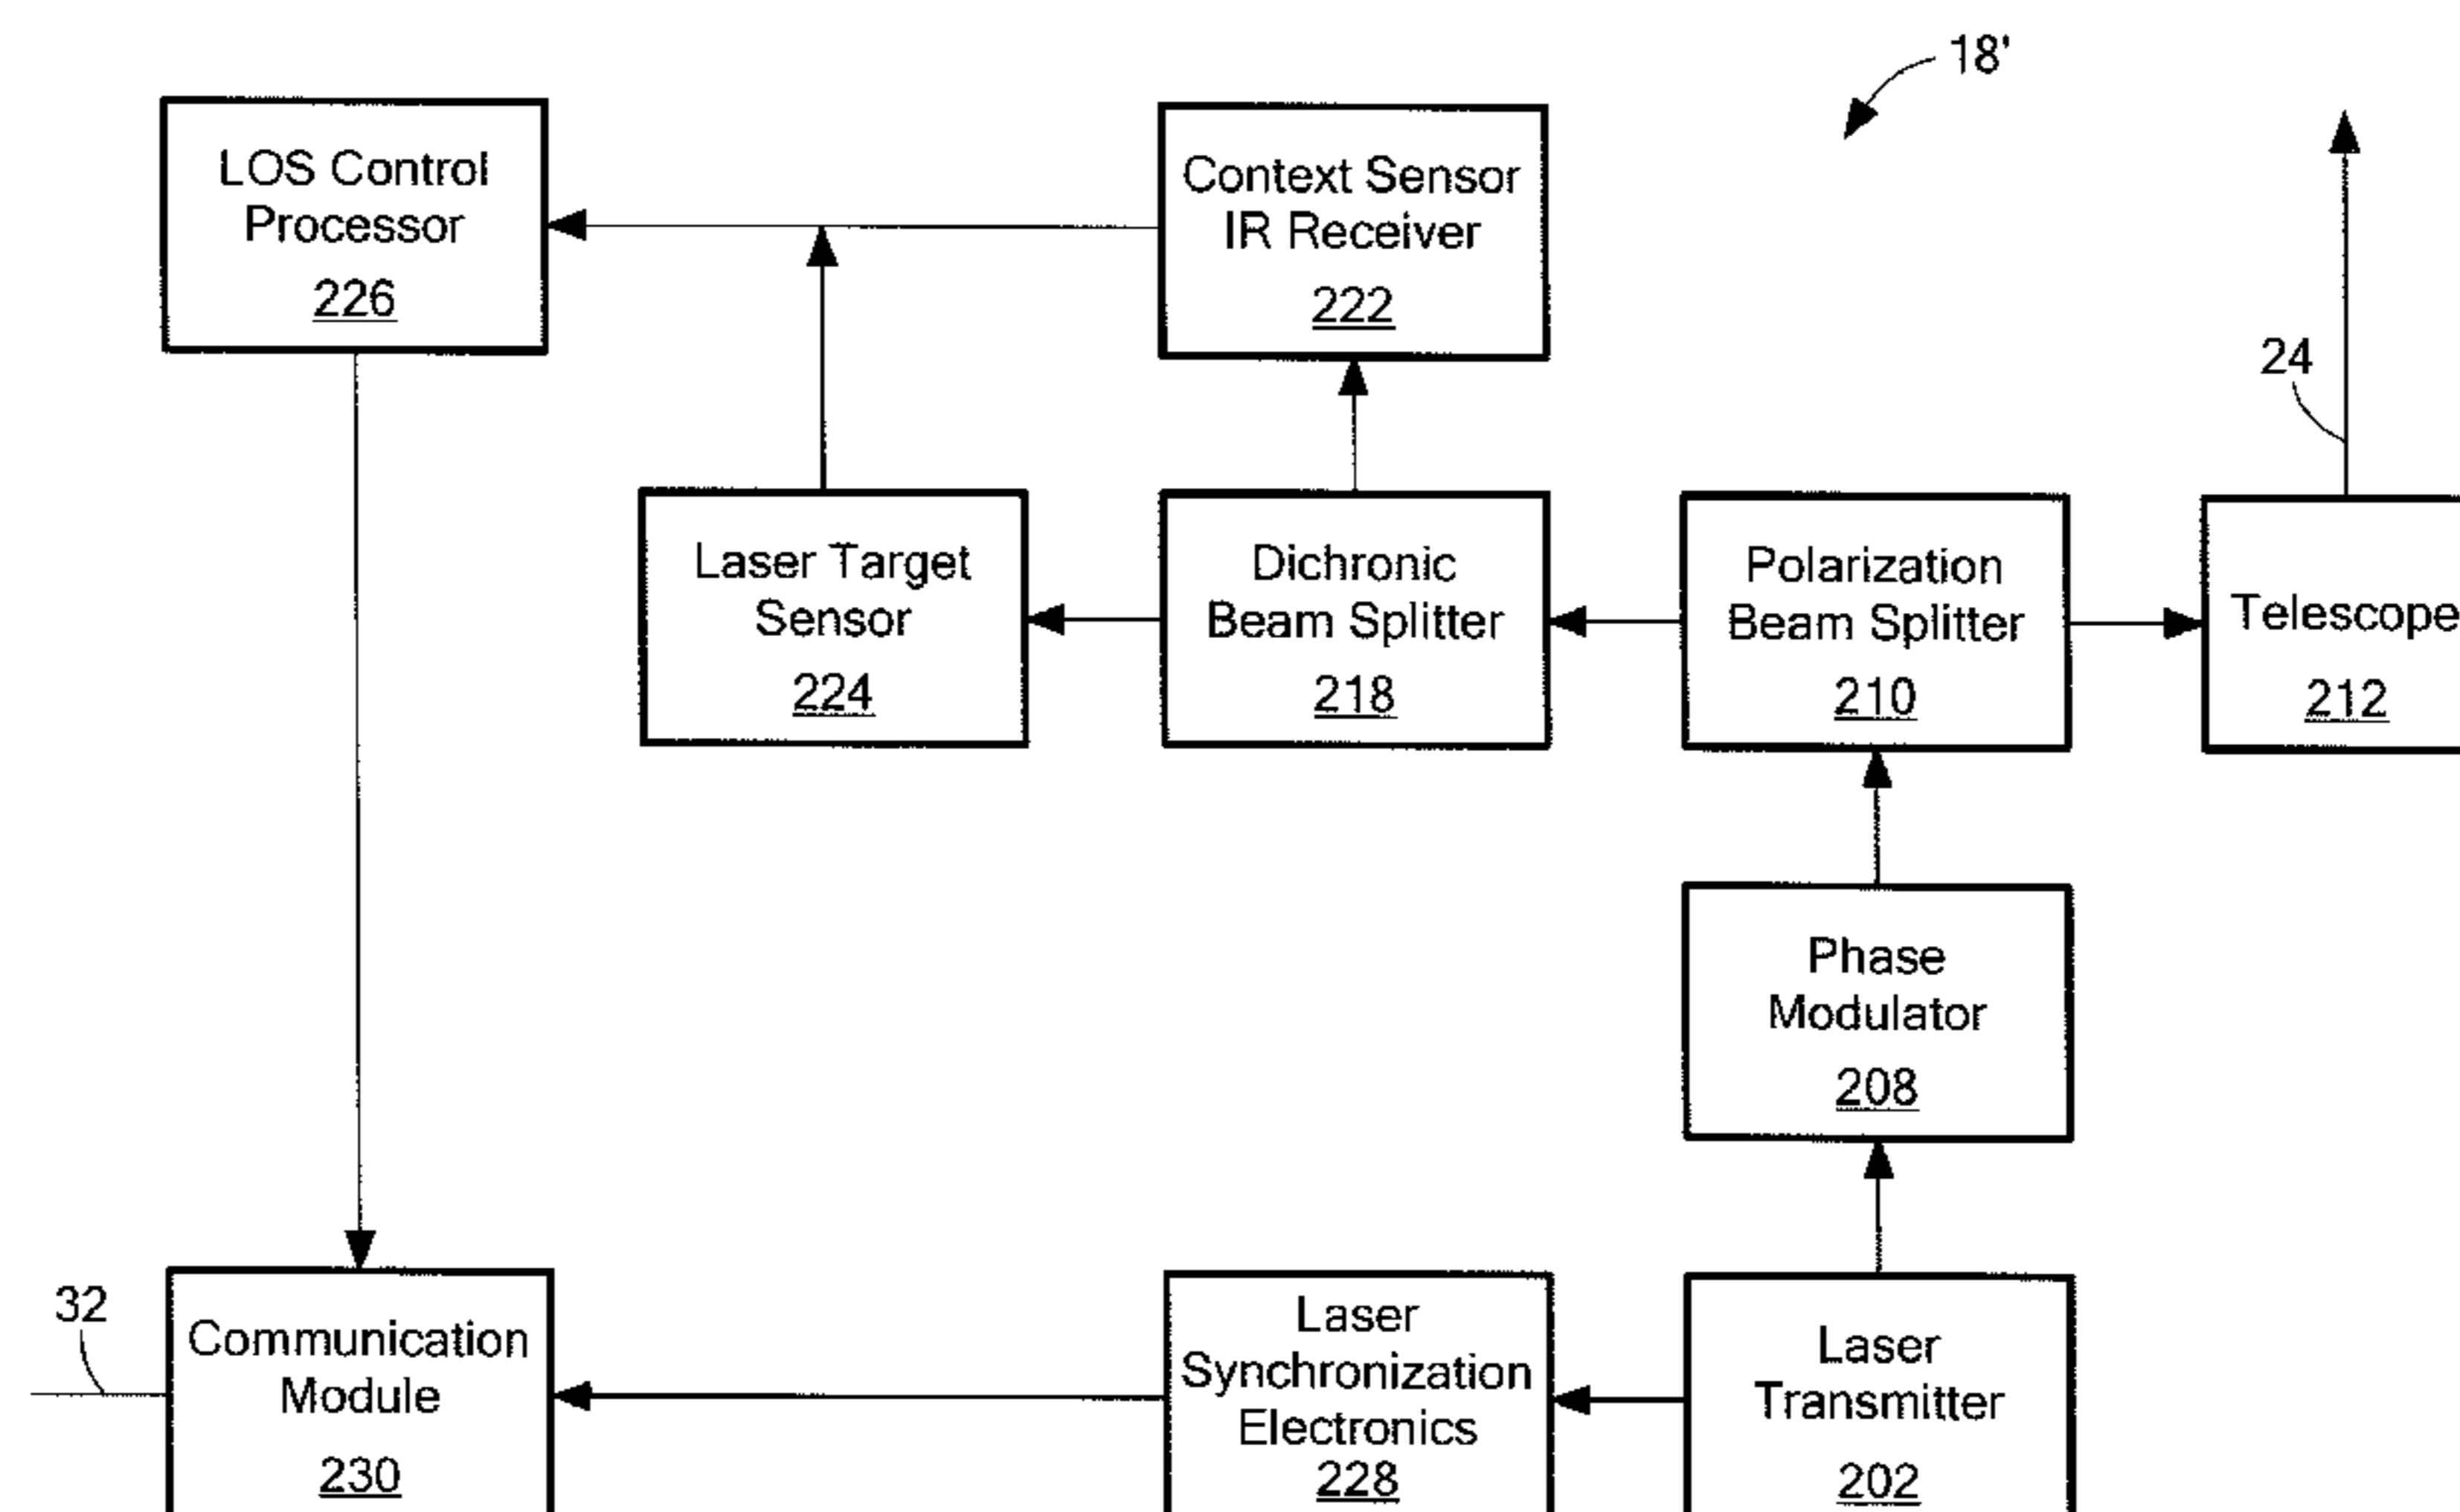 18'
LOS Control
Processor
226
Context Sensor
IR Receiver
222
24
Laser Target
Sensor
224
Dichronic
Beam Splitter
218
Polarization
Beam Splitter
210
Telescope
212
Phase
Modulator
208
32
Communication
Module
230
Laser
Synchronization
Electronics
228
Laser
Transmitter
202